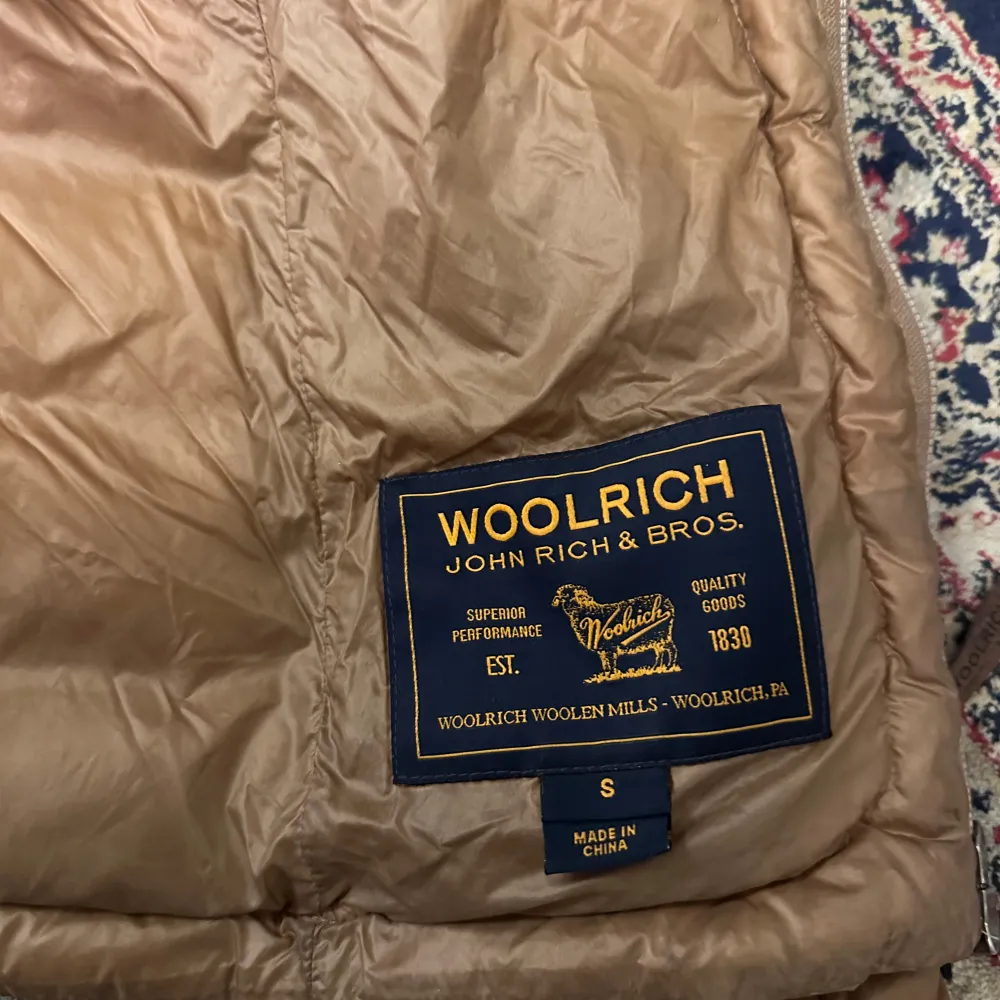 WOOLRICH
JOHN RICH & BROS.
SUPERIOR
PERFORMANCE
EST.
Woolrich
QUALITY
GOODS
1830
WOOLRICH WOOLEN MILLS - WOOLRICH, PA
S
MADE IN
CHINA